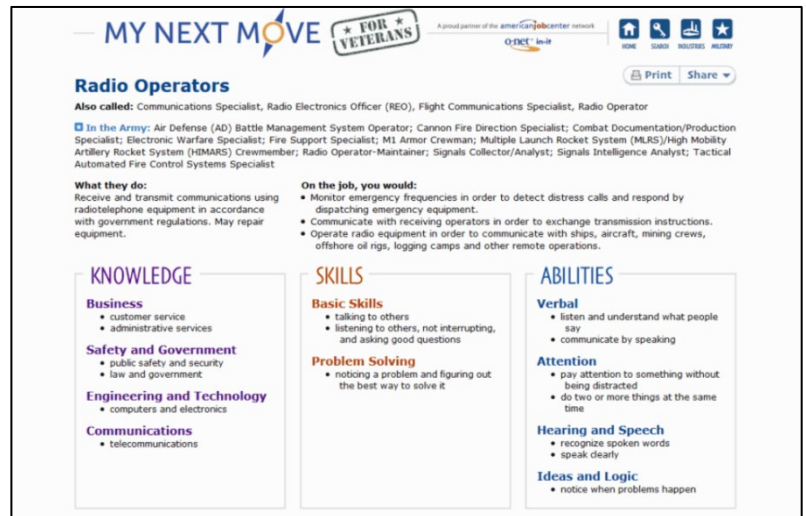 MY NEXT MOVE
FOR
VETERANS
A proud partner of the americanjobcenter network
o·net in-it
HOME SEARCH INDUSTRIES MILITARY
Print Share
Radio Operators
Also called: Communications Specialist, Radio Electronics Officer (REO), Flight Communications Specialist, Radio Operator
In the Army: Air Defense (AD) Battle Management System Operator; Cannon Fire Direction Specialist; Combat Documentation/Production
Specialist; Electronic Warfare Specialist; Fire Support Specialist; M1 Armor Crewman; Multiple Launch Rocket System (MLRS)/High Mobility
Artillery Rocket System (HIMARS) Crewmember; Radio Operator-Maintainer; Signals Collector/Analyst; Signals Intelligence Analyst; Tactical
Automated Fire Control Systems Specialist
What they do:
Receive and transmit communications using
radiotelephone equipment in accordance
with government regulations. May repair
equipment.
On the job, you would:
• Monitor emergency frequencies in order to detect distress calls and respond by
dispatching emergency equipment.
• Communicate with receiving operators in order to exchange transmission instructions.
• Operate radio equipment in order to communicate with ships, aircraft, mining crews,
offshore oil rigs, logging camps and other remote operations.
KNOWLEDGE
Business
• customer service
• administrative services
Safety and Government
• public safety and security
• law and government
Engineering and Technology
• computers and electronics
Communications
• telecommunications
SKILLS
Basic Skills
• talking to others
• listening to others, not interrupting,
and asking good questions
Problem Solving
• noticing a problem and figuring out
the best way to solve it
ABILITIES
Verbal
• listen and understand what people
say
• communicate by speaking
Attention
• pay attention to something without
being distracted
• do two or more things at the same
time
Hearing and Speech
• recognize spoken words
• speak clearly
Ideas and Logic
• notice when problems happen